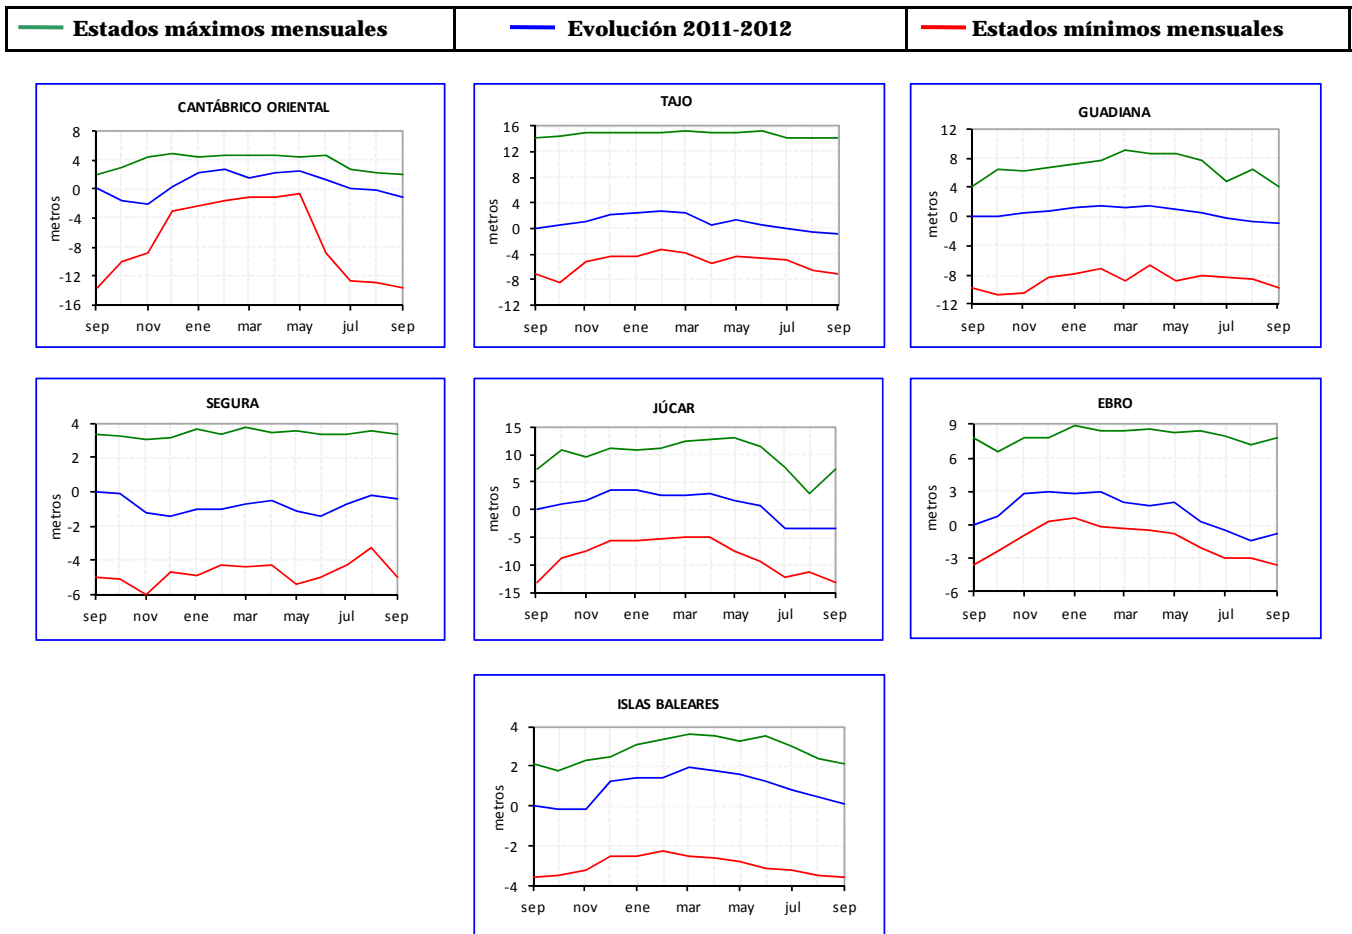 Estados máximos mensuales
Evolución 2011-2012
Estados mínimos mensuales
CANTÁBRICO ORIENTAL
metros
8
4
0
-4
-8
-12
-16
sep nov ene mar may jul sep
TAJO
metros
16
12
8
4
0
-4
-8
-12
sep nov ene mar may jul sep
GUADIANA
metros
12
8
4
0
-4
-8
-12
sep nov ene mar may jul sep
SEGURA
metros
4
2
0
-2
-4
-6
sep nov ene mar may jul sep
JÚCAR
metros
15
10
5
0
-5
-10
-15
sep nov ene mar may jul sep
EBRO
metros
9
6
3
0
-3
-6
sep nov ene mar may jul sep
ISLAS BALEARES
metros
4
2
0
-2
-4
sep nov ene mar may jul sep